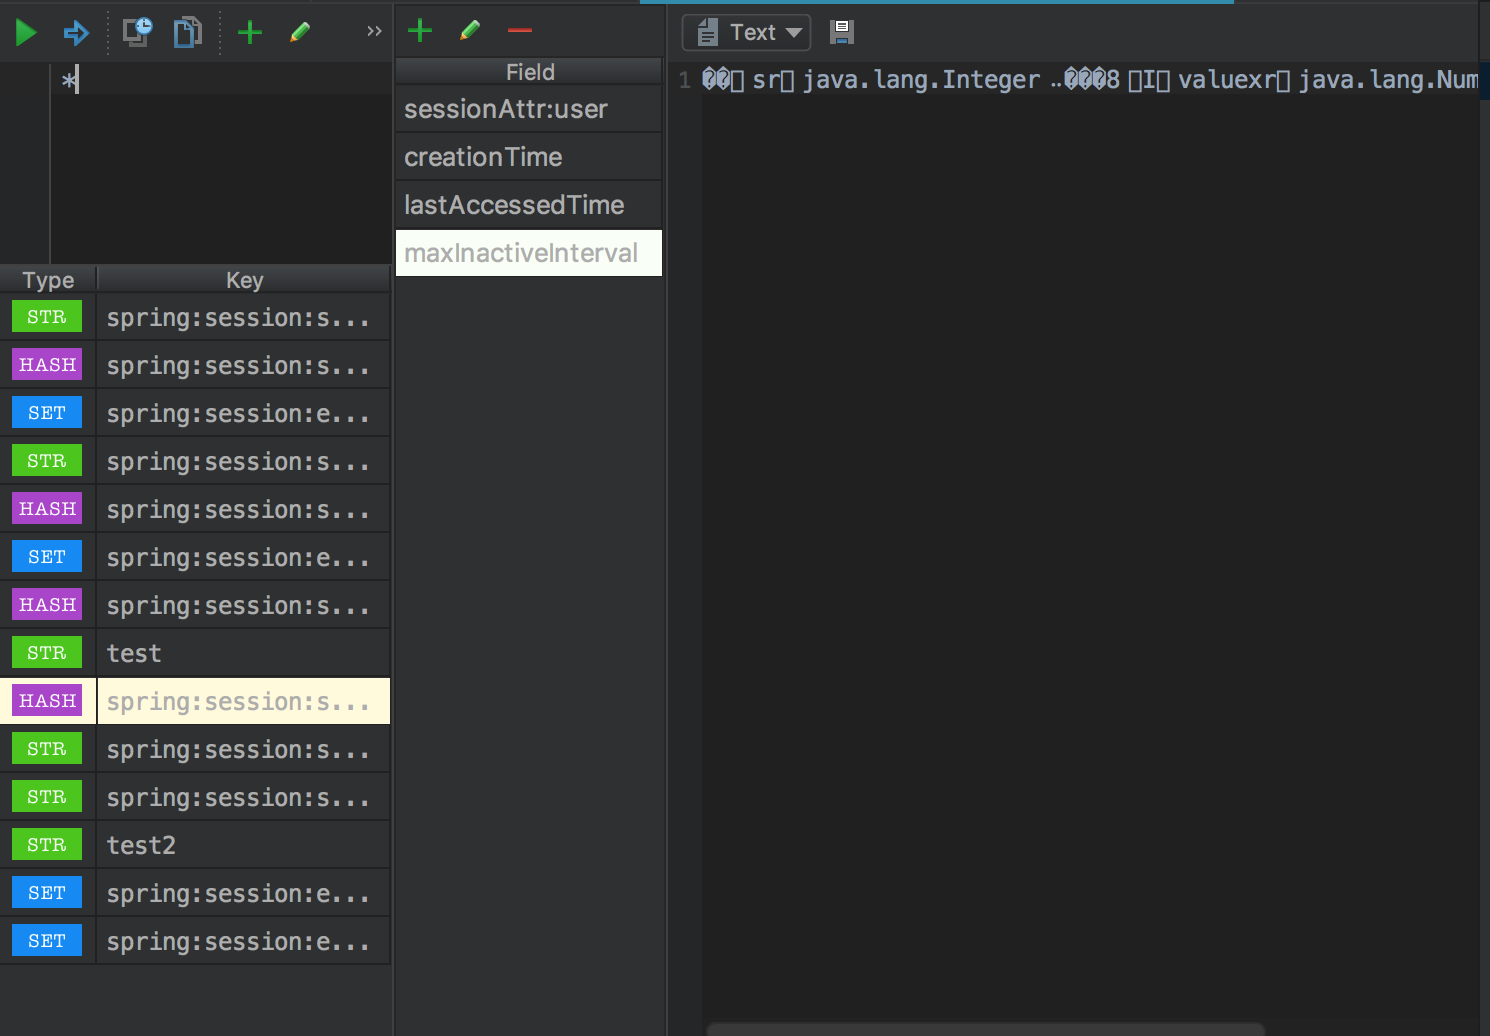 Text
*
Field
sessionAttr:user
creationTime
lastAccessedTime
maxInactiveInterval
1 ��▯ sr▯ java.lang.Integer ..���8 ▯I▯ valuexr▯ java.lang.Num
Type Key
STR spring:session:s...
HASH spring:session:s...
SET spring:session:e...
STR spring:session:s...
HASH spring:session:s...
SET spring:session:e...
HASH spring:session:s...
STR test
HASH spring:session:s...
STR spring:session:s...
STR spring:session:s...
STR test2
SET spring:session:e...
SET spring:session:e...